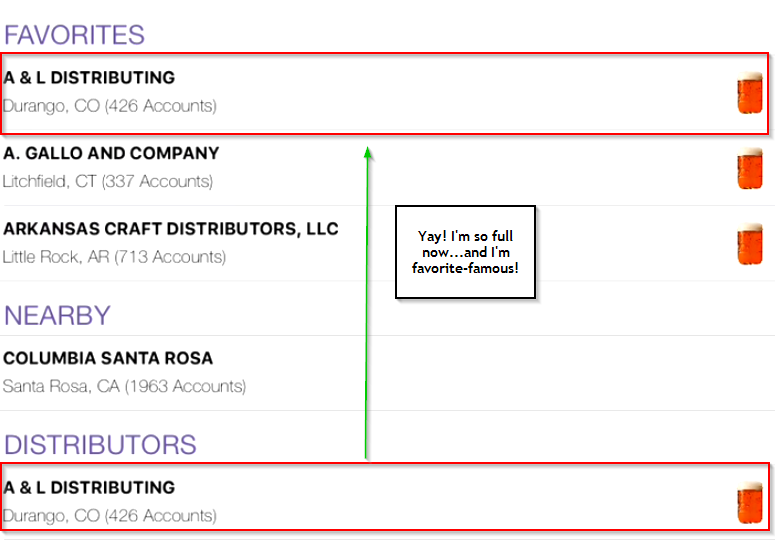 FAVORITES
A & L DISTRIBUTING
Durango, CO (426 Accounts)
A. GALLO AND COMPANY
Litchfield, CT (337 Accounts)
ARKANSAS CRAFT DISTRIBUTORS, LLC
Little Rock, AR (713 Accounts)
Yay! I'm so full
now...and I'm
favorite-famous!
NEARBY
COLUMBIA SANTA ROSA
Santa Rosa, CA (1963 Accounts)
DISTRIBUTORS
A & L DISTRIBUTING
Durango, CO (426 Accounts)